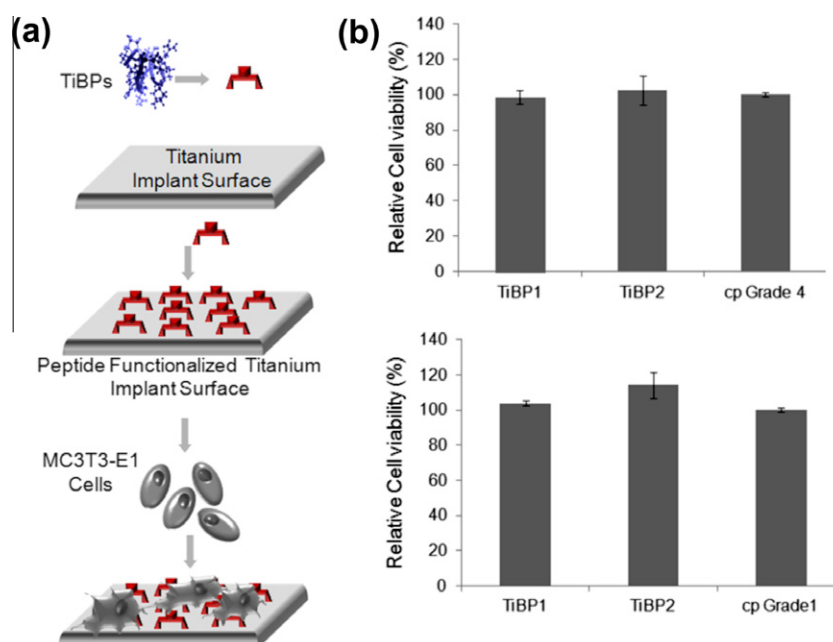 (a)
TiBPs
Titanium
Implant Surface
Peptide Functionalized Titanium
Implant Surface
MC3T3-E1
Cells
(b)
Relative Cell viability (%)
140
120
100
80
60
40
20
0
TiBP1 TiBP2 cp Grade 4
Relative Cell viability (%)
140
120
100
80
60
40
20
0
TiBP1 TiBP2 cp Grade1